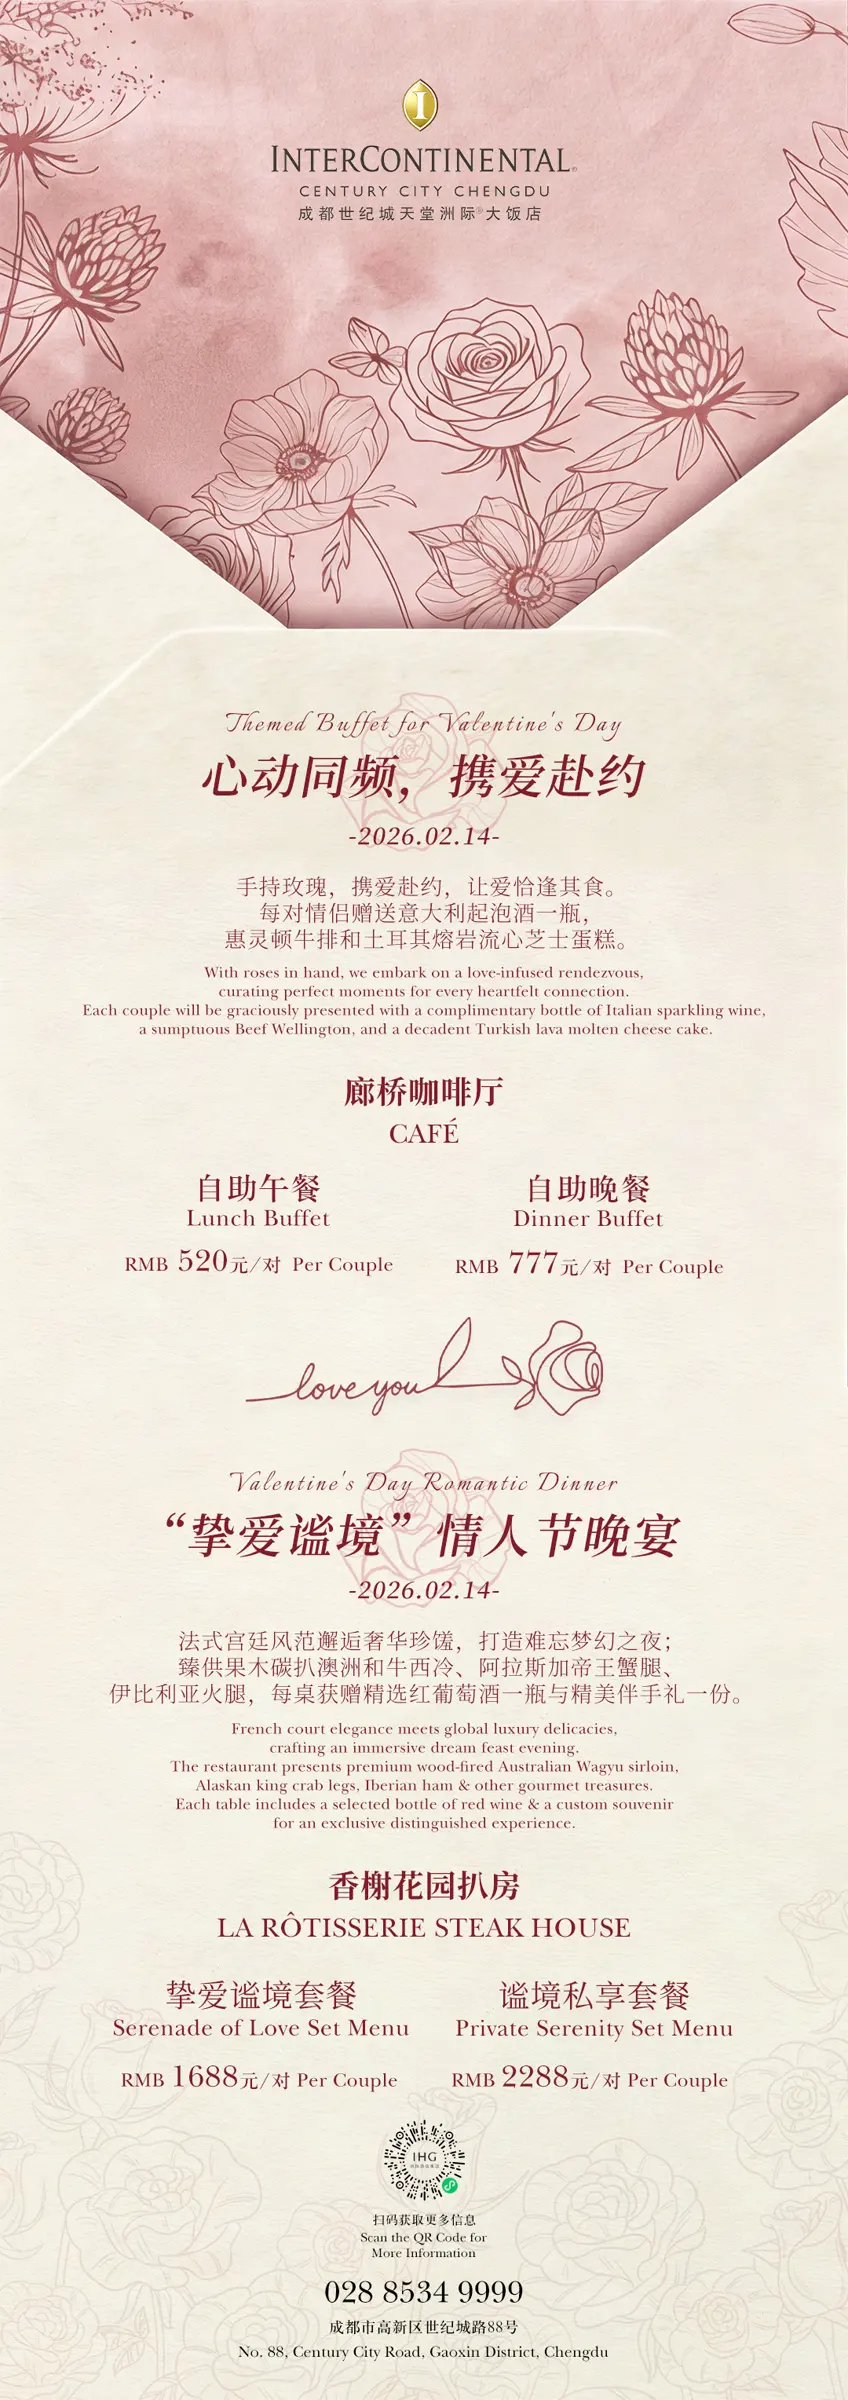 I
INTERCONTINENTAL®
CENTURY CITY CHENGDU
成都世纪城天堂洲际®大饭店
Themed Buffet for Valentine's Day
心动同频，携爱赴约
-2026.02.14-
手持玫瑰，携爱赴约，让爱恰逢其食。
每对情侣赠送意大利起泡酒一瓶，
惠灵顿牛排和土耳其熔岩流心芝士蛋糕。
With roses in hand, we embark on a love-infused rendezvous,
curating perfect moments for every heartfelt connection.
Each couple will be graciously presented with a complimentary bottle of Italian sparkling wine,
a sumptuous Beef Wellington, and a decadent Turkish lava molten cheese cake.
廊桥咖啡厅
CAFÉ
自助午餐
Lunch Buffet
RMB 520元/对 Per Couple
自助晚餐
Dinner Buffet
RMB 777元/对 Per Couple
love you
Valentine's Day Romantic Dinner
“挚爱谧境”情人节晚宴
-2026.02.14-
法式宫廷风范邂逅奢华珍馐，打造难忘梦幻之夜；
臻供果木碳扒澳洲和牛西冷、阿拉斯加帝王蟹腿、
伊比利亚火腿，每桌获赠精选红葡萄酒一瓶与精美伴手礼一份。
French court elegance meets global luxury delicacies,
crafting an immersive dream feast evening.
The restaurant presents premium wood-fired Australian Wagyu sirloin,
Alaskan king crab legs, Iberian ham & other gourmet treasures.
Each table includes a selected bottle of red wine & a custom souvenir
for an exclusive distinguished experience.
香榭花园扒房
LA RÔTISSERIE STEAK HOUSE
挚爱谧境套餐
Serenade of Love Set Menu
RMB 1688元/对 Per Couple
谧境私享套餐
Private Serenity Set Menu
RMB 2288元/对 Per Couple
IHG
扫码获取更多信息
Scan the QR Code for
More Information
028 8534 9999
成都市高新区世纪城路88号
No. 88, Century City Road, Gaoxin District, Chengdu